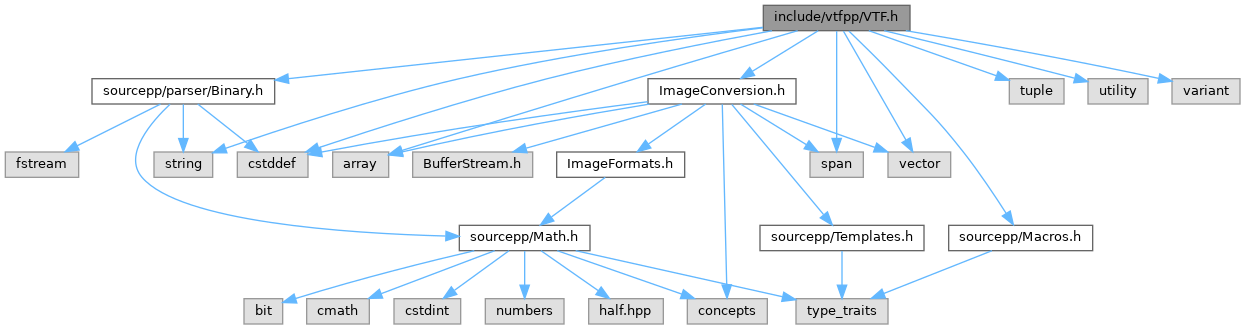 include/vtfpp/VTF.h
sourcepp/parser/Binary.h
ImageConversion.h
tuple
utility
variant
fstream
string
cstddef
array
BufferStream.h
ImageFormats.h
span
vector
sourcepp/Math.h
sourcepp/Templates.h
sourcepp/Macros.h
bit
cmath
cstdint
numbers
half.hpp
concepts
type_traits